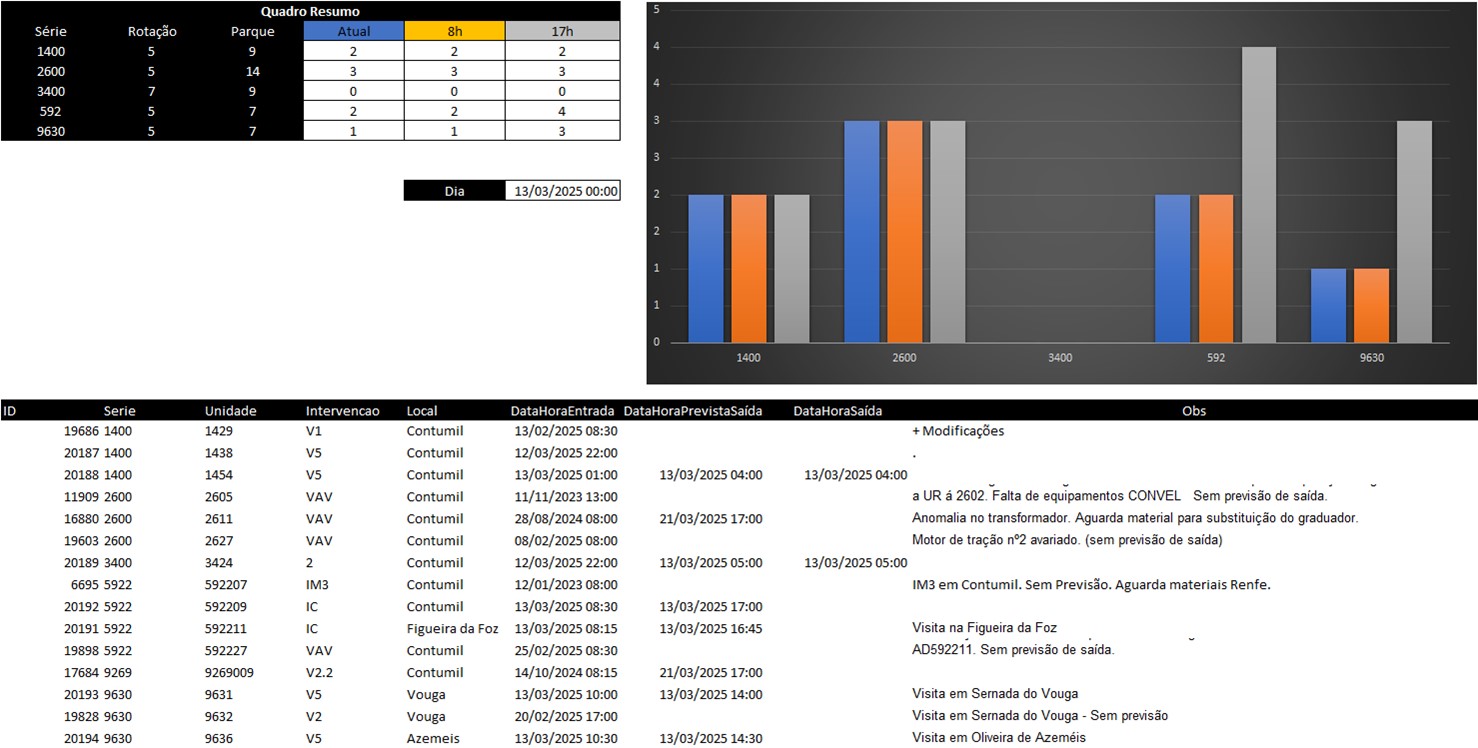 Quadro Resumo
Série Rotação Parque Atual 8h 17h
1400 5 9 2 2 2
2600 5 14 3 3 3
3400 7 9 0 0 0
592 5 7 2 2 4
9630 5 7 1 1 3
Dia 13/03/2025 00:00
5
4
4
3
3
2
2
1
1
0
1400 2600 3400 592 9630
ID Serie Unidade Intervencao Local DataHoraEntrada DataHoraPrevistaSaída DataHoraSaída Obs
19686 1400 1429 V1 Contumil 13/02/2025 08:30 + Modificações
20187 1400 1438 V5 Contumil 12/03/2025 22:00 .
20188 1400 1454 V5 Contumil 13/03/2025 01:00 13/03/2025 04:00 13/03/2025 04:00
11909 2600 2605 VAV Contumil 11/11/2023 13:00 a UR á 2602. Falta de equipamentos CONVEL Sem previsão de saída.
16880 2600 2611 VAV Contumil 28/08/2024 08:00 21/03/2025 17:00 Anomalia no transformador. Aguarda material para substituição do graduador.
19603 2600 2627 VAV Contumil 08/02/2025 08:00 Motor de tração nº2 avariado. (sem previsão de saída)
20189 3400 3424 2 Contumil 12/03/2025 22:00 13/03/2025 05:00 13/03/2025 05:00
6695 5922 592207 IM3 Contumil 12/01/2023 08:00 IM3 em Contumil. Sem Previsão. Aguarda materiais Renfe.
20192 5922 592209 IC Contumil 13/03/2025 08:30 13/03/2025 17:00
20191 5922 592211 IC Figueira da Foz 13/03/2025 08:15 13/03/2025 16:45 Visita na Figueira da Foz
19898 5922 592227 VAV Contumil 25/02/2025 08:30 AD592211. Sem previsão de saída.
17684 9269 9269009 V2.2 Contumil 14/10/2024 08:15 21/03/2025 17:00
20193 9630 9631 V5 Vouga 13/03/2025 10:00 13/03/2025 14:00 Visita em Sernada do Vouga
19828 9630 9632 V2 Vouga 20/02/2025 17:00 Visita em Sernada do Vouga - Sem previsão
20194 9630 9636 V5 Azemeis 13/03/2025 10:30 13/03/2025 14:30 Visita em Oliveira de Azeméis